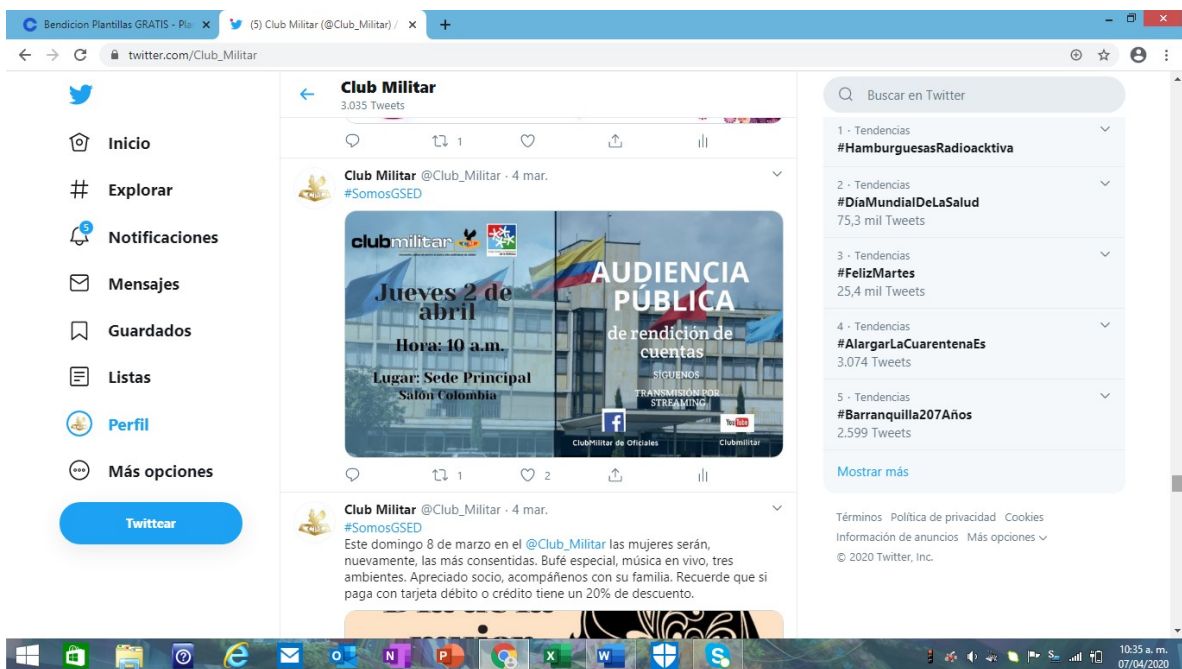 Bendicion Plantillas GRATIS - Pla
(5) Club Militar (@Club_Militar) /
twitter.com/Club_Militar
Inicio
Explorar
5
Notificaciones
Mensajes
Guardados
Listas
Perfil
Más opciones
Twittear
Club Militar
3.035 Tweets
1
Club Militar @Club_Militar · 4 mar.
#SomosGSED
clubmilitar
Jueves 2 de
abril
Hora: 10 a.m.
Lugar: Sede Principal
Salón Colombia
AUDIENCIA
PÚBLICA
de rendición de
cuentas
SÍGUENOS
TRANSMISIÓN POR
STREAMING
ClubMilitar de Oficiales
YouTube
Clubmilitar
1 2
Club Militar @Club_Militar · 4 mar.
#SomosGSED
Este domingo 8 de marzo en el @Club_Militar las mujeres serán,
nuevamente, las más consentidas. Bufé especial, música en vivo, tres
ambientes. Apreciado socio, acompáñenos con su familia. Recuerde que si
paga con tarjeta débito o crédito tiene un 20% de descuento.
Buscar en Twitter
1 · Tendencias
#HamburguesasRadioacktiva
2 · Tendencias
#DíaMundialDeLaSalud
75,3 mil Tweets
3 · Tendencias
#FelizMartes
25,4 mil Tweets
4 · Tendencias
#AlargarLaCuarentenaEs
3.074 Tweets
5 · Tendencias
#Barranquilla207Años
2.599 Tweets
Mostrar más
Términos Política de privacidad Cookies
Información de anuncios Más opciones
© 2020 Twitter, Inc.
10:35 a. m.
07/04/2020